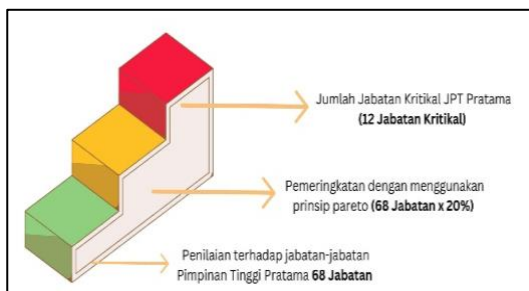 Jumlah Jabatan Kritikal JPT Pratama
(12 Jabatan Kritikal)
Pemeringkatan dengan menggunakan
prinsip pareto (68 Jabatan x 20%)
Penilaian terhadap jabatan-jabatan
Pimpinan Tinggi Pratama 68 Jabatan